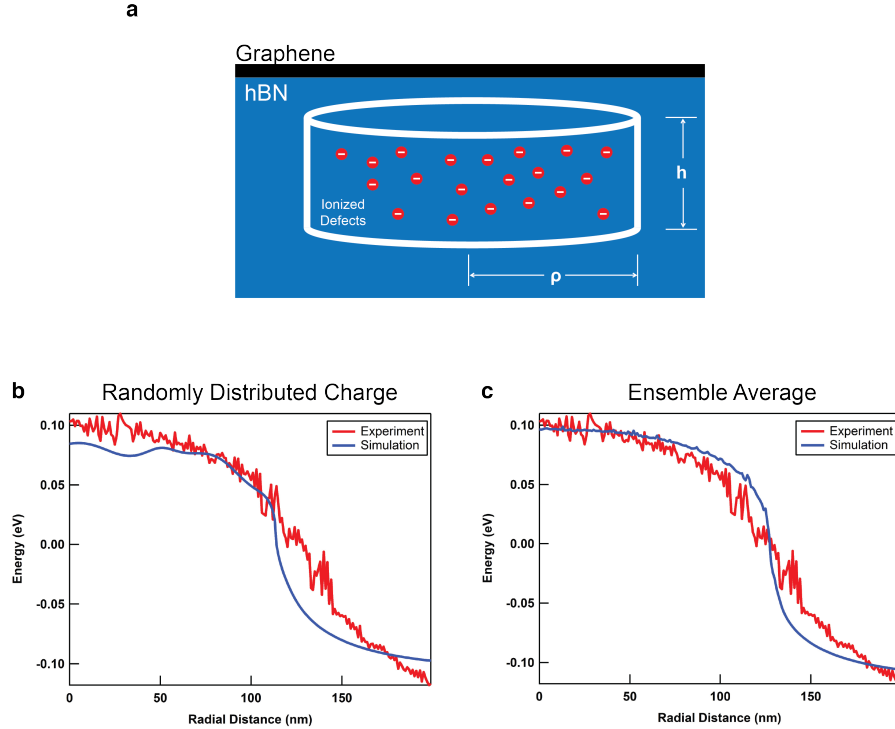 a
Graphene
hBN
Ionized
Defects
h
ρ
b
Randomly Distributed Charge
Experiment
Simulation
0.10
0.05
0.00
-0.05
-0.10
Energy (eV)
0
50
100
150
Radial Distance (nm)
c
Ensemble Average
Experiment
Simulation
0.10
0.05
0.00
-0.05
-0.10
Energy (eV)
0
50
100
150
Radial Distance (nm)